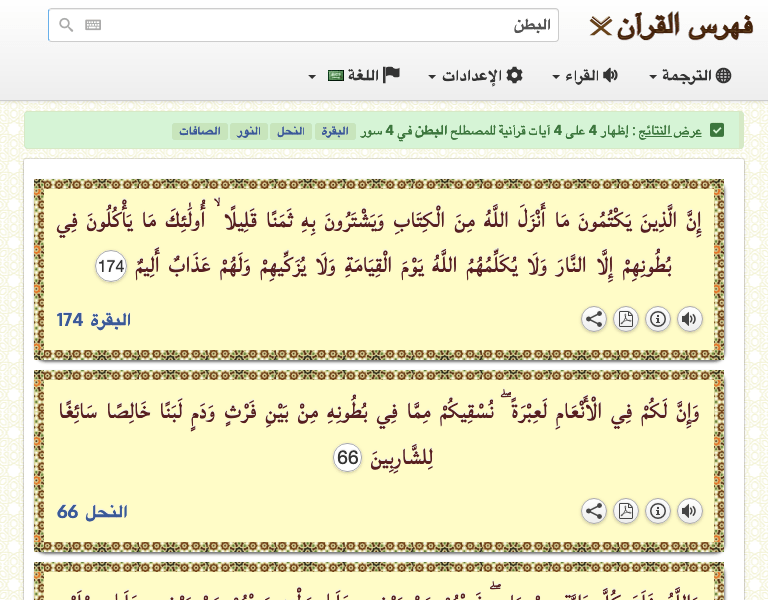 فهرس القرآن
البطن
الترجمة
القراء
الإعدادات
اللغة
عرض النتائج : إظهار 4 على 4 آيات قرآنية للمصطلح البطن في 4 سور البقرة النحل النور الصافات
إِنَّ الَّذِينَ يَكْتُمُونَ مَا أَنْزَلَ اللَّهُ مِنَ الْكِتَابِ وَيَشْتَرُونَ بِهِ ثَمَنًا قَلِيلًا ۙ أُولَٰئِكَ مَا يَأْكُلُونَ فِي
بُطُونِهِمْ إِلَّا النَّارَ وَلَا يُكَلِّمُهُمُ اللَّهُ يَوْمَ الْقِيَامَةِ وَلَا يُزَكِّيهِمْ وَلَهُمْ عَذَابٌ أَلِيمٌ 174
البقرة 174
وَإِنَّ لَكُمْ فِي الْأَنْعَامِ لَعِبْرَةً ۖ نُسْقِيكُمْ مِمَّا فِي بُطُونِهِ مِنْ بَيْنِ فَرْثٍ وَدَمٍ لَبَنًا خَالِصًا سَائِغًا
لِلشَّارِبِينَ 66
النحل 66